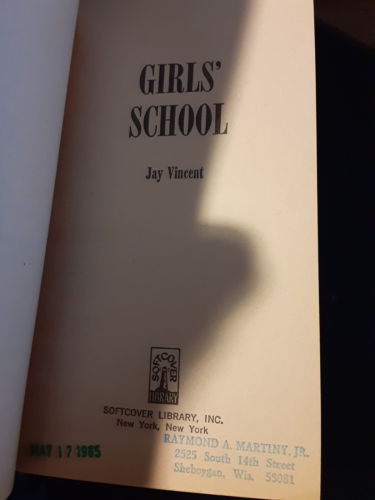 GIRLS'
SCHOOL
Jay Vincent
SOFTCOVER
LIBRARY
SOFTCOVER LIBRARY, INC.
New York, New York
MAY 17 1965
RAYMOND A. MARTINY, JR.
2525 South 14th Street
Sheboygan, Wis. 53081